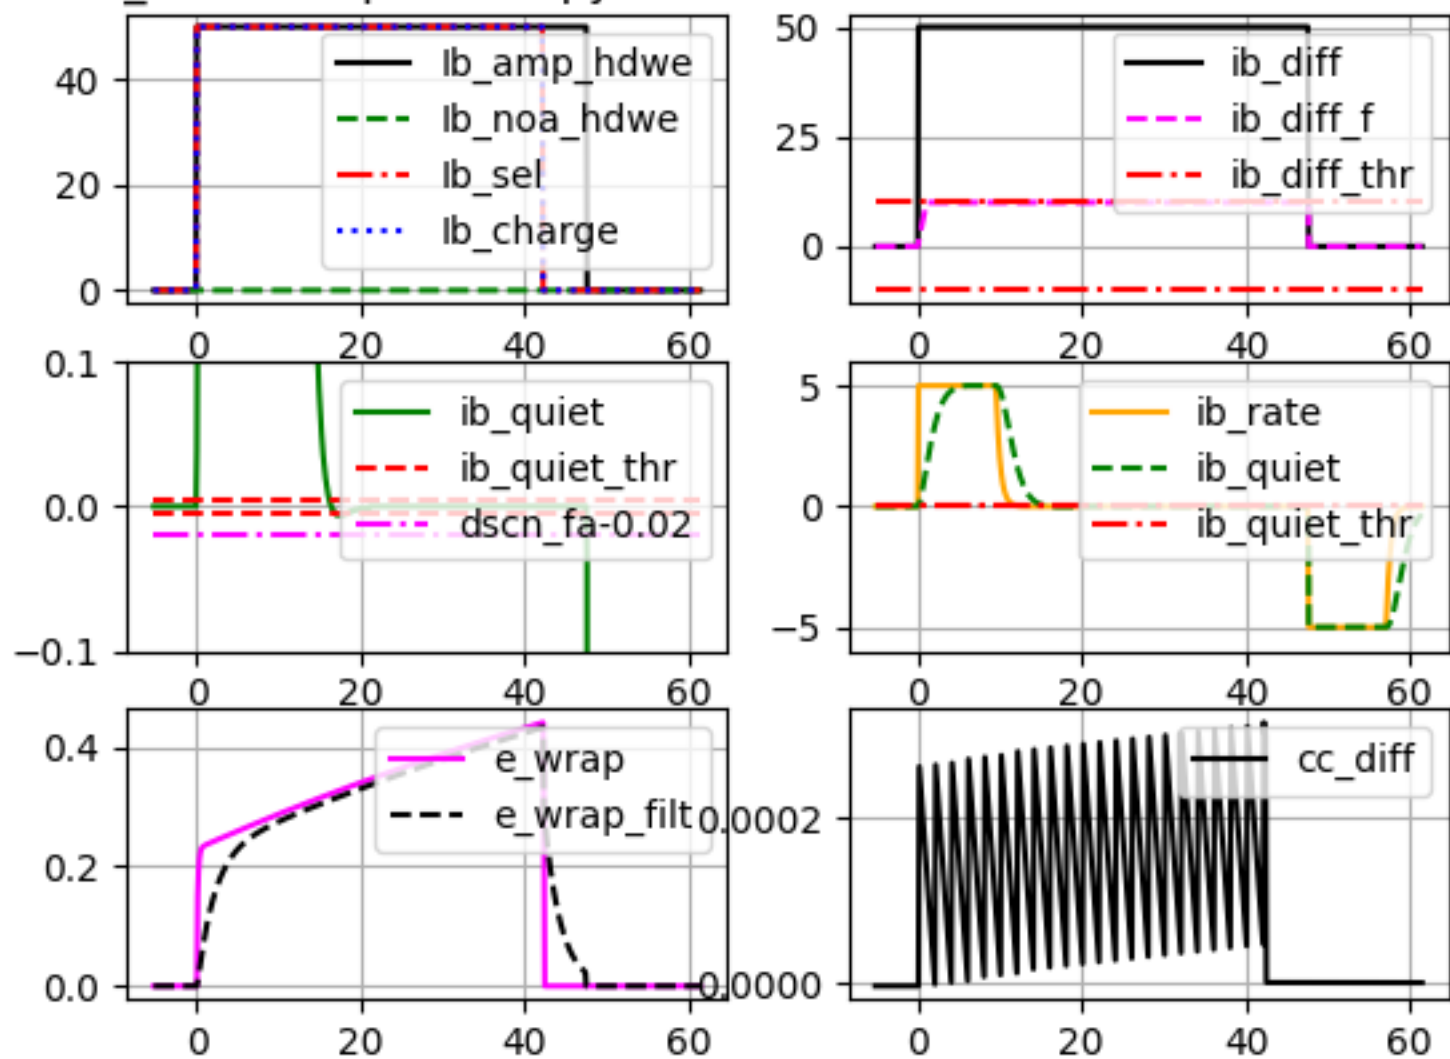 50
40
20
0
Ib_amp_hdwe
Ib_noa_hdwe
Ib_sel
Ib_charge
0 20 40 60
50
25
0
ib_diff
ib_diff_f
ib_diff_thr
0 20 40 60
0.1
0.0
−0.1
ib_quiet
ib_quiet_thr
dscn_fa-0.02
0 20 40 60
5
0
−5
ib_rate
ib_quiet
ib_quiet_thr
0 20 40 60
0.4
0.2
0.0
e_wrap
e_wrap_filt
0 20 40 60
0.0002
0.0000
cc_diff
0 20 40 60